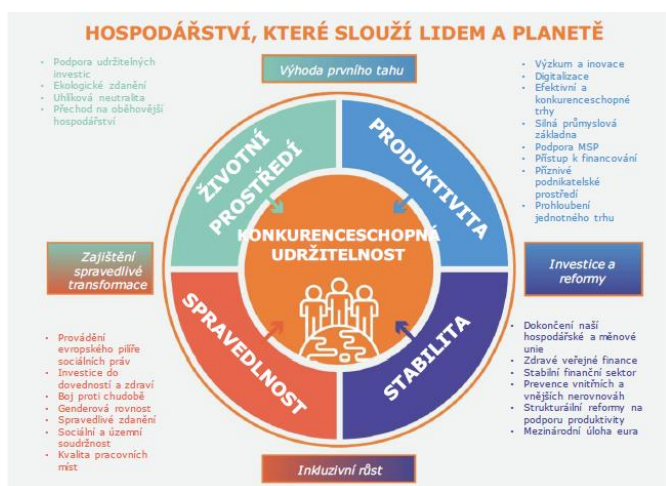 HOSPODÁŘSTVÍ, KTERÉ SLOUŽÍ LIDEM A PLANETĚ
• Podpora udržitelných
investic
• Ekologické zdanění
• Uhlíková neutralita
• Přechod na oběhovější
hospodářství
Výhoda prvního tahu
• Výzkum a inovace
• Digitalizace
• Efektivní a
konkurenceschopné
trhy
• Silná průmyslová
základna
• Podpora MSP
• Přístup k financování
• Příznivé
podnikatelské
prostředí
• Prohloubení
jednotného trhu
ŽIVOTNÍ
PROSTŘEDÍ
PRODUKTIVITA
KONKURENCESCHOPNÁ
UDRŽITELNOST
SPRAVEDLNOST
STABILITA
Zajištění
spravedlivé
transformace
Investice a
reformy
• Provádění
evropského pilíře
sociálních práv
• Investice do
dovedností a zdraví
• Boj proti chudobě
• Genderová rovnost
• Spravedlivé zdanění
• Sociální a územní
soudržnost
• Kvalita pracovních
míst
• Dokončení naší
hospodářské a měnové
unie
• Zdravé veřejné finance
• Stabilní finanční sektor
• Prevence vnitřních a
vnějších nerovnováh
• Strukturáilní reformy na
podporu produktivity
• Mezinárodní úloha eura
Inkluzivní růst